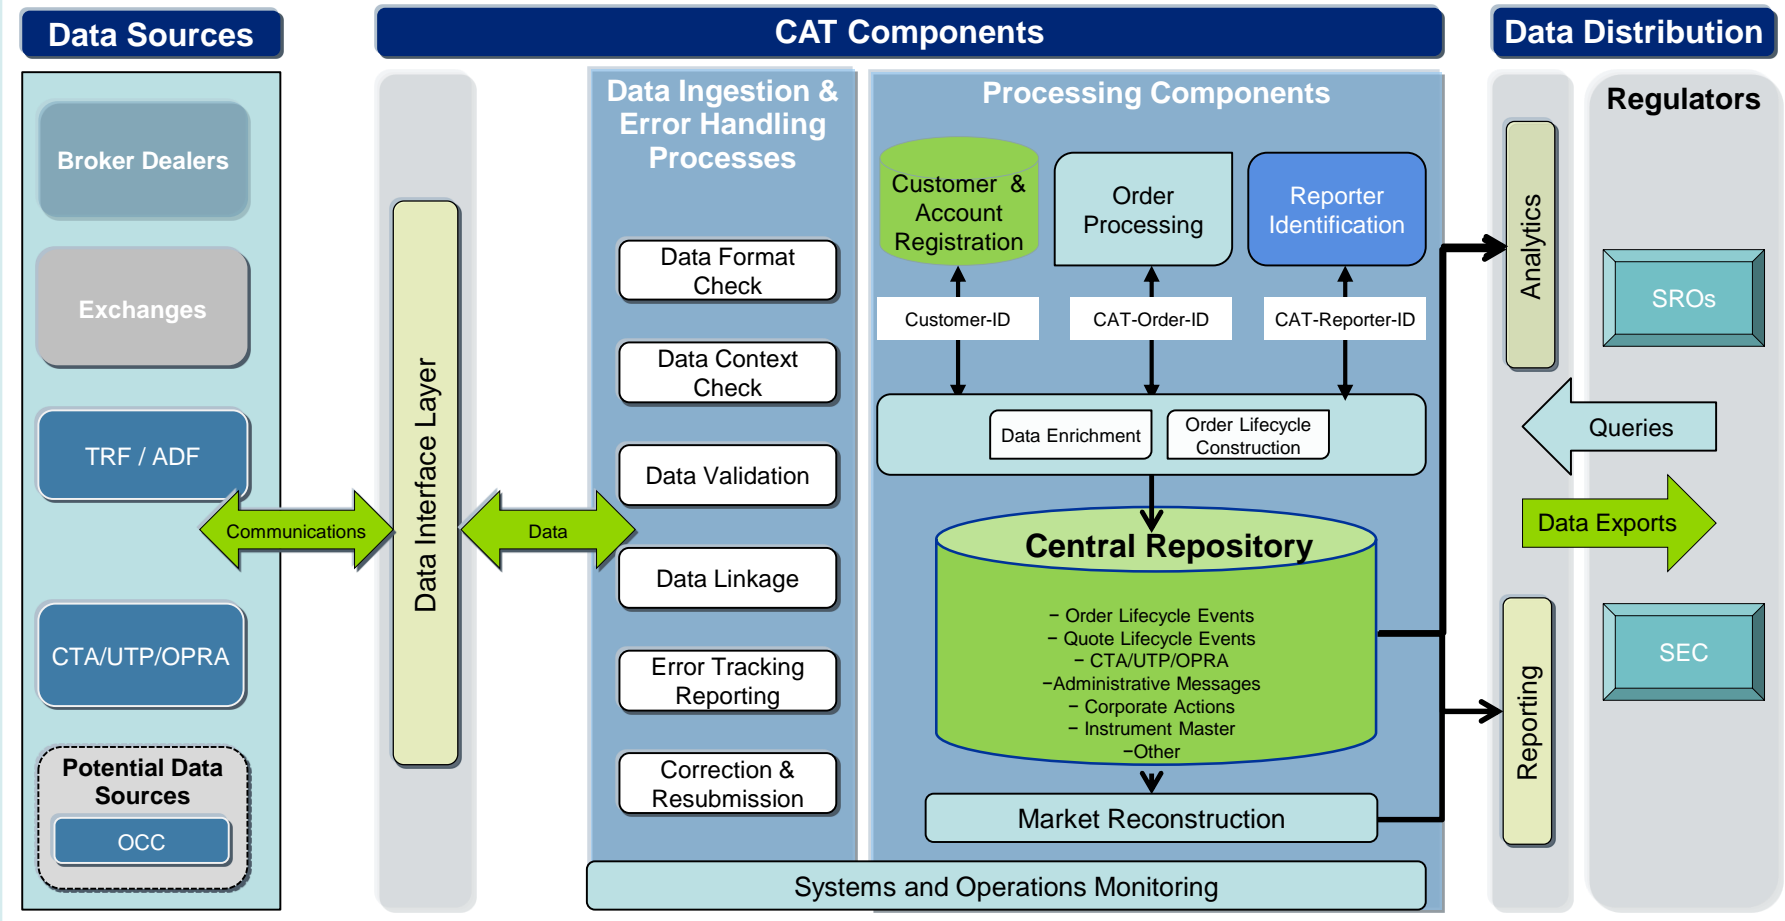 Data Sources
CAT Components
Data Distribution
Broker Dealers
Exchanges
TRF / ADF
Communications
CTA/UTP/OPRA
Potential Data
Sources
OCC
Data Interface Layer
Data
Data Ingestion &
Error Handling
Processes
Data Format
Check
Data Context
Check
Data Validation
Data Linkage
Error Tracking
Reporting
Correction &
Resubmission
Processing Components
Customer &
Account
Registration
Order
Processing
Reporter
Identification
Customer-ID
CAT-Order-ID
CAT-Reporter-ID
Data Enrichment
Order Lifecycle
Construction
Central Repository
− Order Lifecycle Events
− Quote Lifecycle Events
− CTA/UTP/OPRA
−Administrative Messages
− Corporate Actions
− Instrument Master
−Other
Market Reconstruction
Systems and Operations Monitoring
Analytics
Reporting
Regulators
SROs
Queries
Data Exports
SEC